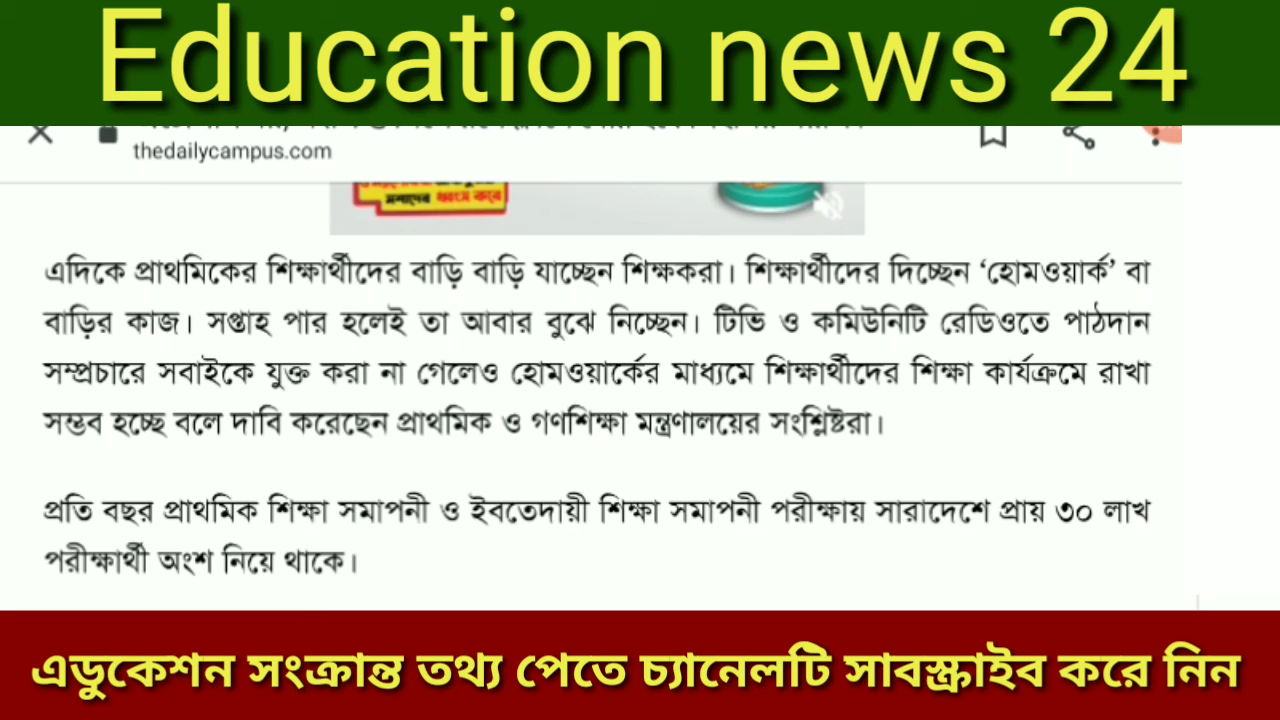 Education news 24
thedailycampus.com
মশাদের ধ্বংস করে
এদিকে প্রাথমিকের শিক্ষার্থীদের বাড়ি বাড়ি যাচ্ছেন শিক্ষকরা। শিক্ষার্থীদের দিচ্ছেন ‘হোমওয়ার্ক’ বা
বাড়ির কাজ। সপ্তাহ পার হলেই তা আবার বুঝে নিচ্ছেন। টিভি ও কমিউনিটি রেডিওতে পাঠদান
সম্প্রচারে সবাইকে যুক্ত করা না গেলেও হোমওয়ার্কের মাধ্যমে শিক্ষার্থীদের শিক্ষা কার্যক্রমে রাখা
সম্ভব হচ্ছে বলে দাবি করেছেন প্রাথমিক ও গণশিক্ষা মন্ত্রণালয়ের সংশ্লিষ্টরা।
প্রতি বছর প্রাথমিক শিক্ষা সমাপনী ও ইবতেদায়ী শিক্ষা সমাপনী পরীক্ষায় সারাদেশে প্রায় ৩০ লাখ
পরীক্ষার্থী অংশ নিয়ে থাকে।
এডুকেশন সংক্রান্ত তথ্য পেতে চ্যানেলটি সাবস্ক্রাইব করে নিন